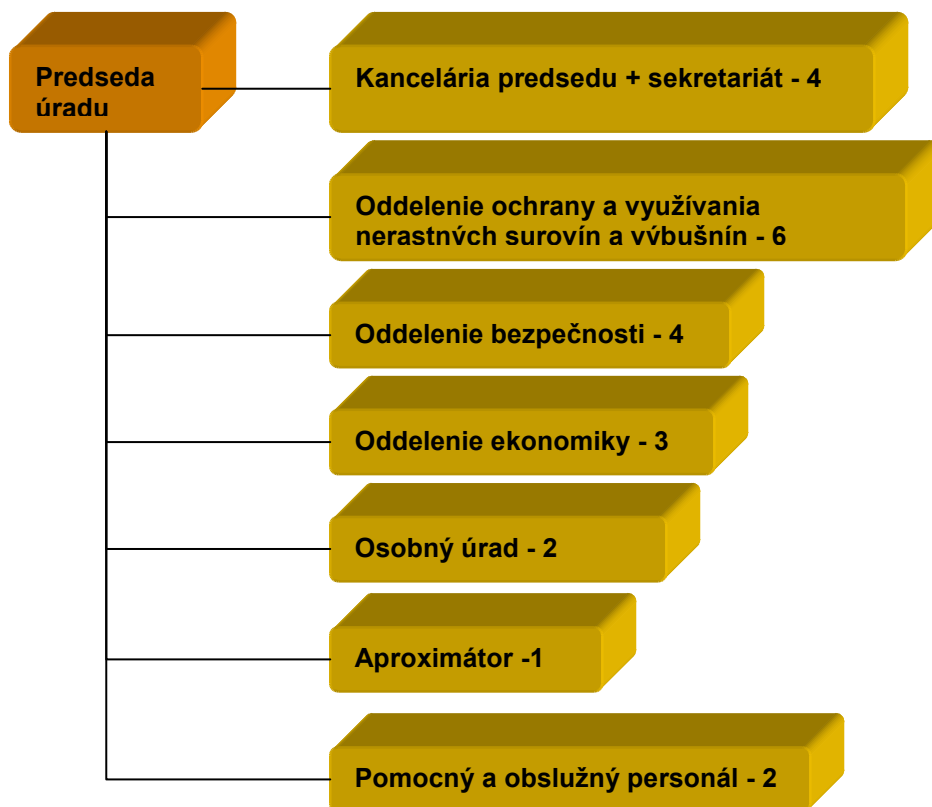 Predseda
úradu
Kancelária predsedu + sekretariát - 4
Oddelenie ochrany a využívania
nerastných surovín a výbušnín - 6
Oddelenie bezpečnosti - 4
Oddelenie ekonomiky - 3
Osobný úrad - 2
Aproximátor -1
Pomocný a obslužný personál - 2